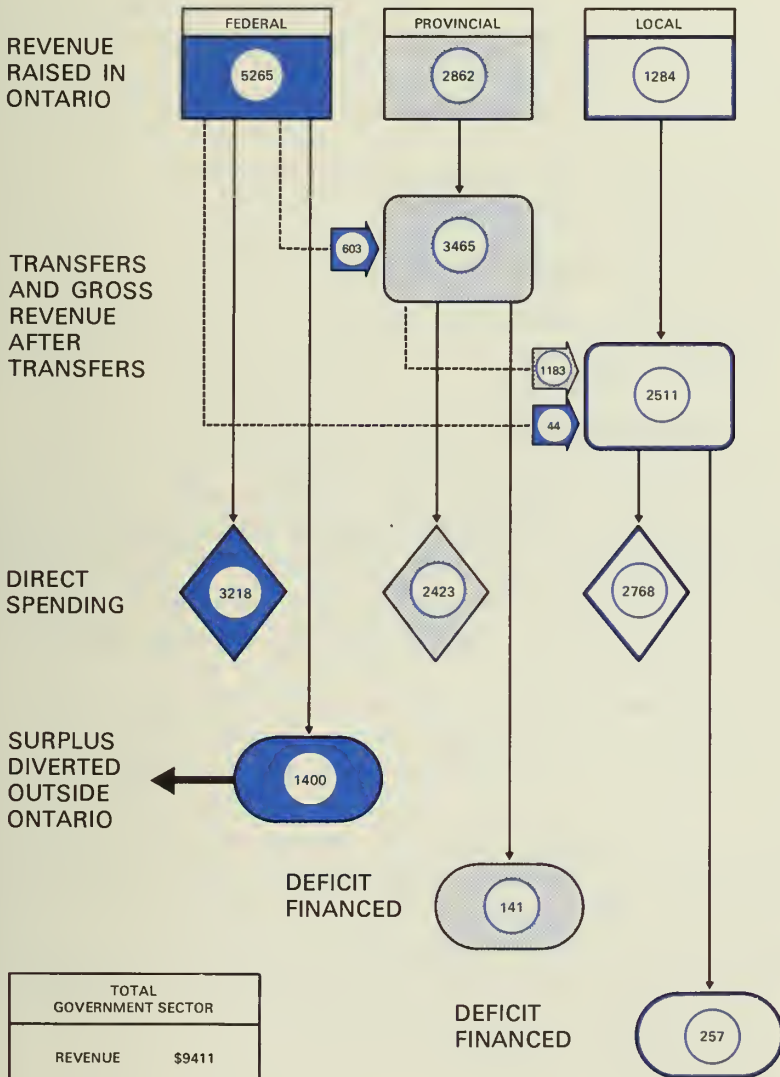 FEDERAL PROVINCIAL LOCAL
REVENUE
RAISED IN
ONTARIO
5265 2862 1284
TRANSFERS
AND GROSS
REVENUE
AFTER
TRANSFERS
603 3465
1183
2511
44
DIRECT
SPENDING
3218 2423 2768
SURPLUS
DIVERTED
OUTSIDE
ONTARIO
1400
DEFICIT
FINANCED
141
TOTAL
GOVERNMENT SECTOR
REVENUE $9411
DEFICIT
FINANCED
257